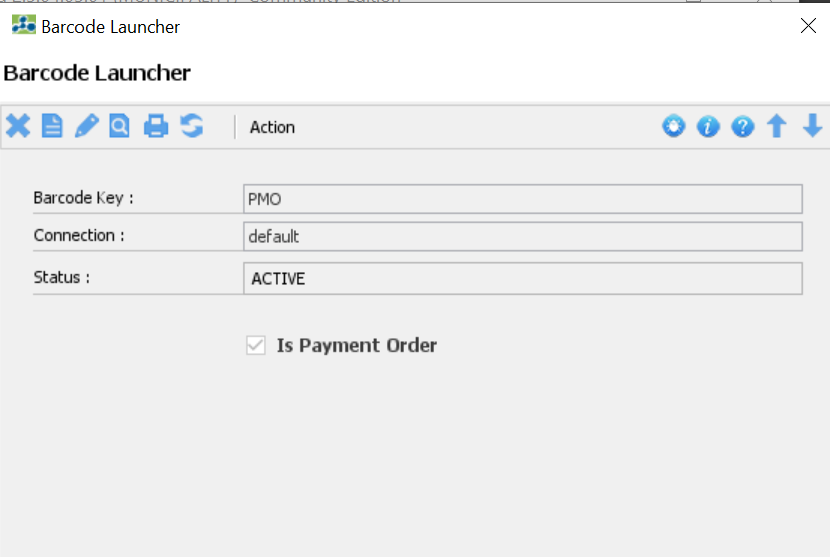 Barcode Launcher
Barcode Launcher
Action
Barcode Key : PMO
Connection : default
Status : ACTIVE
Is Payment Order